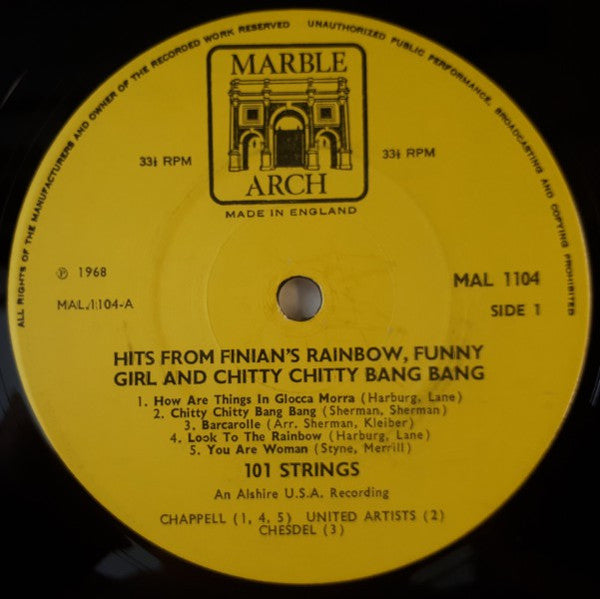 ALL RIGHTS OF THE MANUFACTURERS AND OWNER OF THE RECORDED WORK RESERVED
UNAUTHORIZED PUBLIC PERFORMANCE, BROADCASTING AND COPYING PROHIBITED
MARBLE
ARCH
33⅓ RPM
33⅓ RPM
MADE IN ENGLAND
℗ 1968
MAL 1104
MAL.1104-A
SIDE 1
HITS FROM FINIAN'S RAINBOW, FUNNY
GIRL AND CHITTY CHITTY BANG BANG
1. How Are Things In Glocca Morra (Harburg, Lane)
2. Chitty Chitty Bang Bang (Sherman, Sherman)
3. Barcarolle (Arr. Sherman, Kleiber)
4. Look To The Rainbow (Harburg, Lane)
5. You Are Woman (Styne, Merrill)
101 STRINGS
An Alshire U.S.A. Recording
CHAPPELL (1, 4, 5) UNITED ARTISTS (2)
CHESDEL (3)